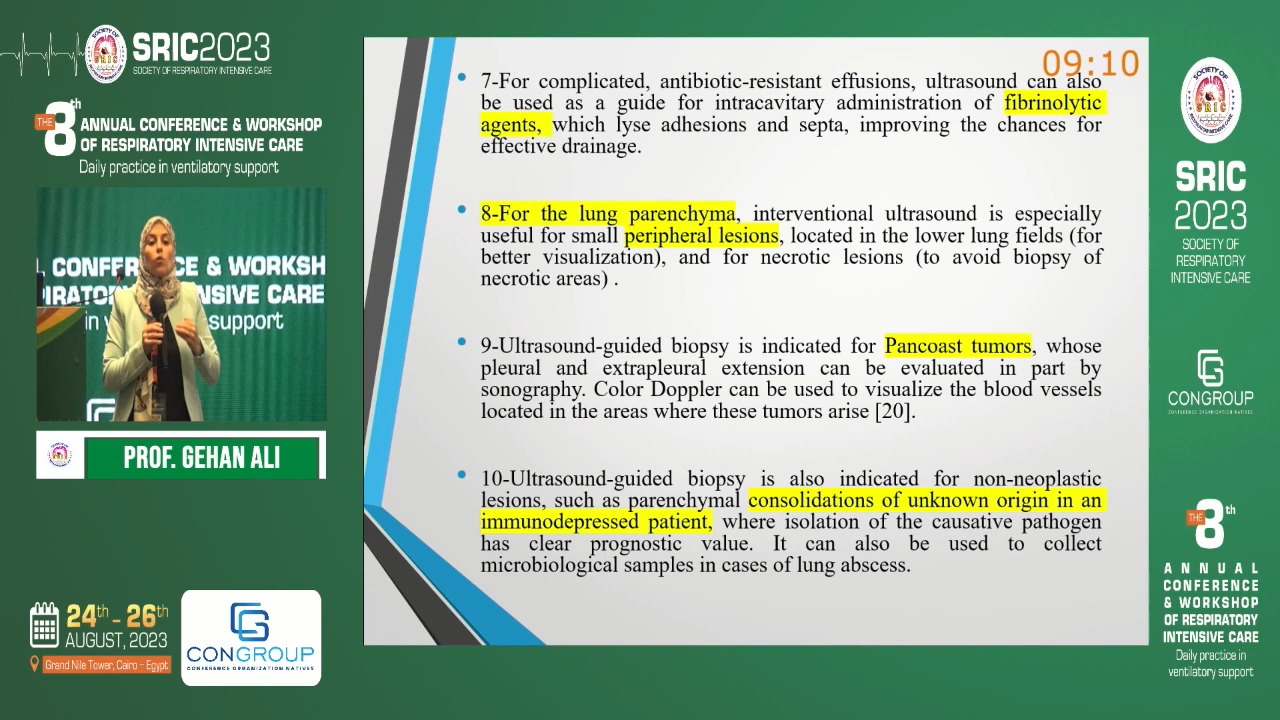 SRIC2023
SOCIETY OF RESPIRATORY INTENSIVE CARE
THE 8th
ANNUAL CONFERENCE & WORKSHOP
OF RESPIRATORY INTENSIVE CARE
Daily practice in ventilatory support
PROF. GEHAN ALI
24th - 26th
AUGUST, 2023
Grand Nile Tower, Cairo – Egypt
CONGROUP
CONFERENCE ORGANIZATION NATIVES
09:10
• 7-For complicated, antibiotic-resistant effusions, ultrasound can also
be used as a guide for intracavitary administration of fibrinolytic
agents, which lyse adhesions and septa, improving the chances for
effective drainage.
• 8-For the lung parenchyma, interventional ultrasound is especially
useful for small peripheral lesions, located in the lower lung fields (for
better visualization), and for necrotic lesions (to avoid biopsy of
necrotic areas) .
• 9-Ultrasound-guided biopsy is indicated for Pancoast tumors, whose
pleural and extrapleural extension can be evaluated in part by
sonography. Color Doppler can be used to visualize the blood vessels
located in the areas where these tumors arise [20].
• 10-Ultrasound-guided biopsy is also indicated for non-neoplastic
lesions, such as parenchymal consolidations of unknown origin in an
immunodepressed patient, where isolation of the causative pathogen
has clear prognostic value. It can also be used to collect
microbiological samples in cases of lung abscess.
SOCIETY OF
SRIC
SRIC
2023
SOCIETY OF
RESPIRATORY
INTENSIVE CARE
CONGROUP
CONFERENCE ORGANIZATION NATIVES
THE 8th
ANNUAL
CONFERENCE
& WORKSHOP
OF RESPIRATORY
INTENSIVE CARE
Daily practice in
ventilatory support